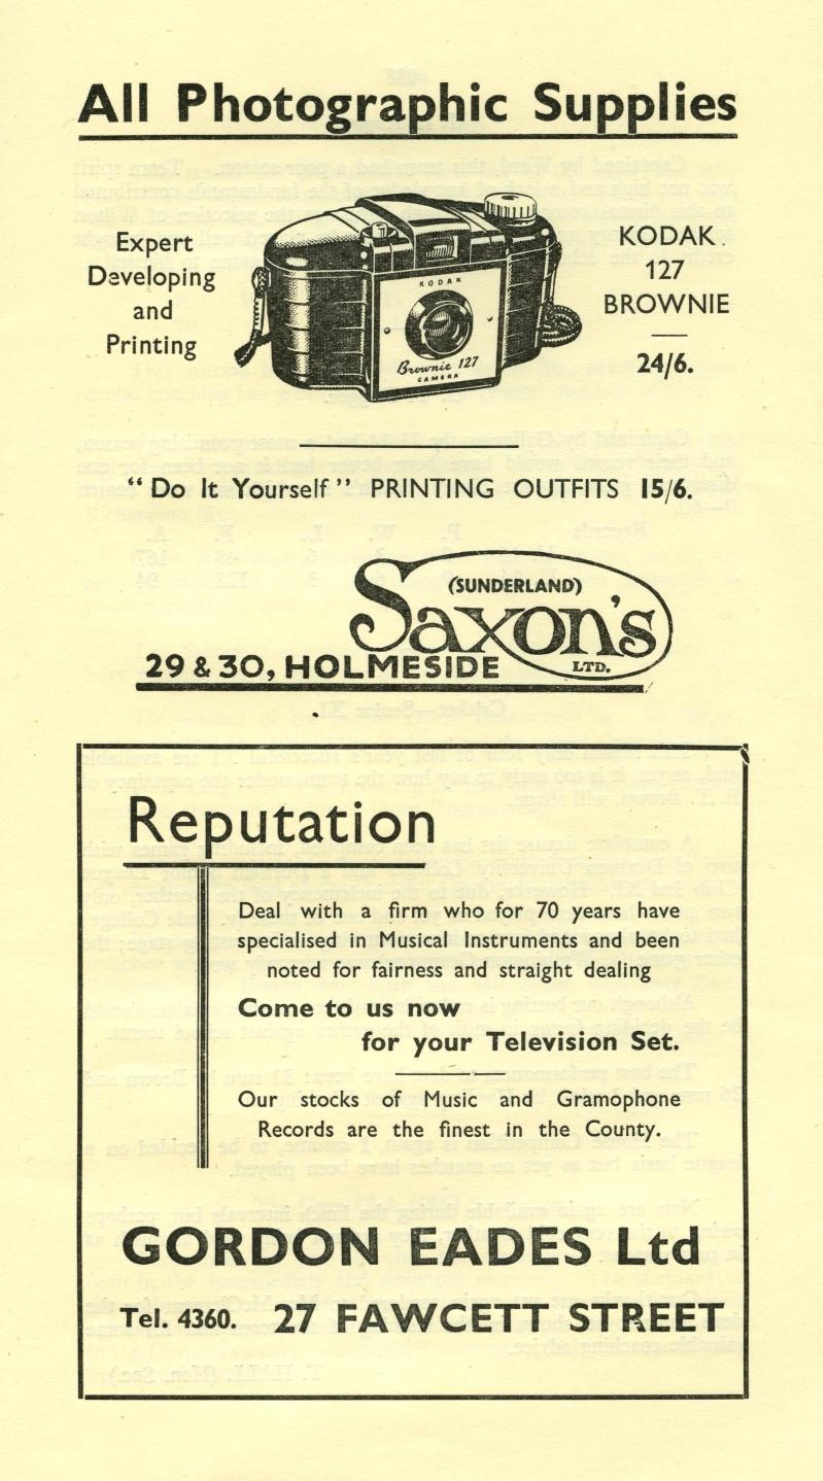 All Photographic Supplies
Expert
Developing
and
Printing
KODAK
Brownie 127
CAMERA
KODAK
127
BROWNIE
24/6.
“Do It Yourself” PRINTING OUTFITS 15/6.
(SUNDERLAND)
Saxon's
LTD.
29 & 30, HOLMESIDE
Reputation
Deal with a firm who for 70 years have
specialised in Musical Instruments and been
noted for fairness and straight dealing
Come to us now
for your Television Set.
Our stocks of Music and Gramophone
Records are the finest in the County.
GORDON EADES Ltd
Tel. 4360. 27 FAWCETT STREET